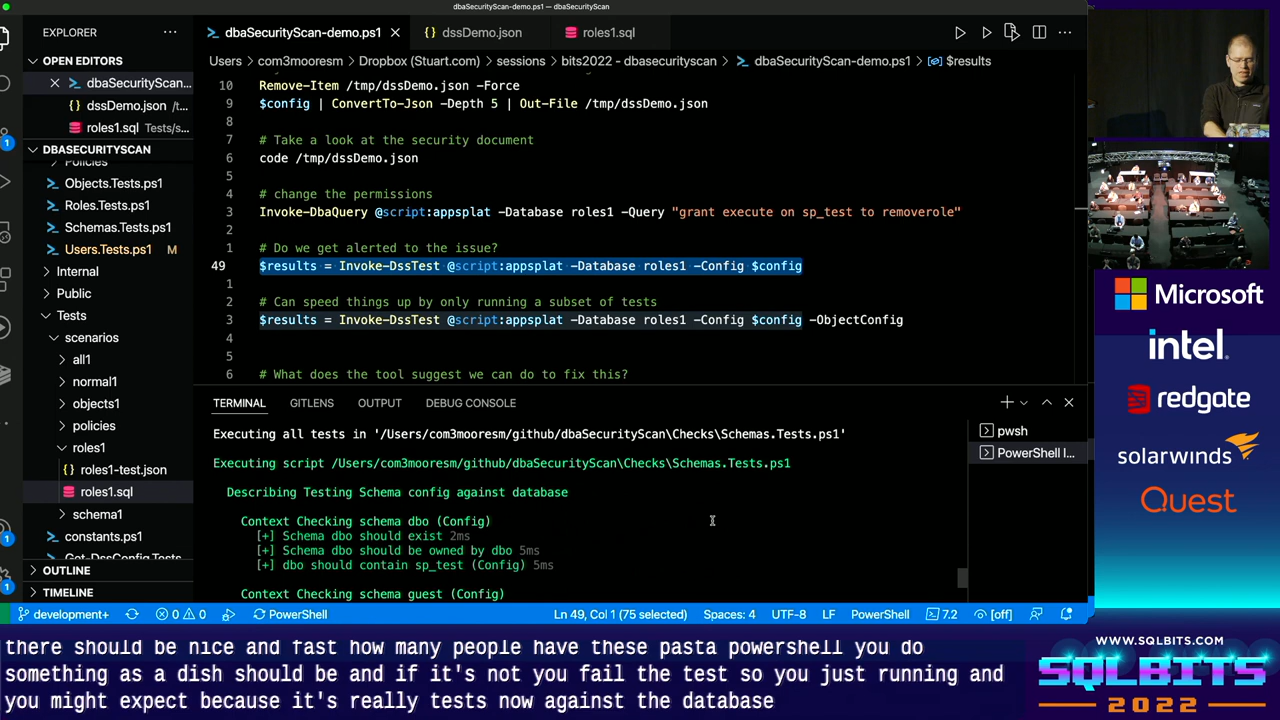 dbaSecurityScan-demo.ps1 — dbaSecurityScan
EXPLORER
OPEN EDITORS
dbaSecurityScan...
dssDemo.json /t...
roles1.sql Tests/s...
DBASECURITYSCAN
Policies
Objects.Tests.ps1
Roles.Tests.ps1
Schemas.Tests.ps1
Users.Tests.ps1 M
Internal
Public
Tests
scenarios
all1
normal1
objects1
policies
roles1
roles1-test.json
roles1.sql
schema1
constants.ps1
Get-DssConfig.Tests
OUTLINE
TIMELINE
dbaSecurityScan-demo.ps1
dssDemo.json
roles1.sql
Users > com3mooresm > Dropbox (Stuart.com) > sessions > bits2022 - dbasecurityscan > dbaSecurityScan-demo.ps1 > $results
10 Remove-Item /tmp/dssDemo.json -Force
9 $config | ConvertTo-Json -Depth 5 | Out-File /tmp/dssDemo.json
8
7 # Take a look at the security document
6 code /tmp/dssDemo.json
5
4 # change the permissions
3 Invoke-DbaQuery @script:appsplat -Database roles1 -Query "grant execute on sp_test to removerole"
2
1 # Do we get alerted to the issue?
49 $results = Invoke-DssTest @script:appsplat -Database roles1 -Config $config
1
2 # Can speed things up by only running a subset of tests
3 $results = Invoke-DssTest @script:appsplat -Database roles1 -Config $config -ObjectConfig
4
5
6 # What does the tool suggest we can do to fix this?
TERMINAL GITLENS OUTPUT DEBUG CONSOLE
pwsh
PowerShell I...
Executing all tests in '/Users/com3mooresm/github/dbaSecurityScan\Checks\Schemas.Tests.ps1'
Executing script /Users/com3mooresm/github/dbaSecurityScan\Checks\Schemas.Tests.ps1
Describing Testing Schema config against database
Context Checking schema dbo (Config)
[+] Schema dbo should exist 2ms
[+] Schema dbo should be owned by dbo 5ms
[+] dbo should contain sp_test (Config) 5ms
Context Checking schema guest (Config)
development+ 0 0 PowerShell Ln 49, Col 1 (75 selected) Spaces: 4 UTF-8 LF PowerShell 7.2 [off]
Microsoft
intel.
redgate
solarwinds
Quest
there should be nice and fast how many people have these pasta powershell you do
something as a dish should be and if it's not you fail the test so you just running and
you might expect because it's really tests now against the database
WWW.SQLBITS.COM
SQLBITS
2022